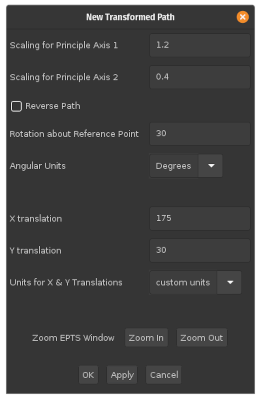 New Transformed Path
Scaling for Principle Axis 1 1.2
Scaling for Principle Axis 2 0.4
Reverse Path
Rotation about Reference Point 30
Angular Units Degrees
X translation 175
Y translation 30
Units for X & Y Translations custom units
Zoom EPTS Window Zoom In Zoom Out
OK Apply Cancel